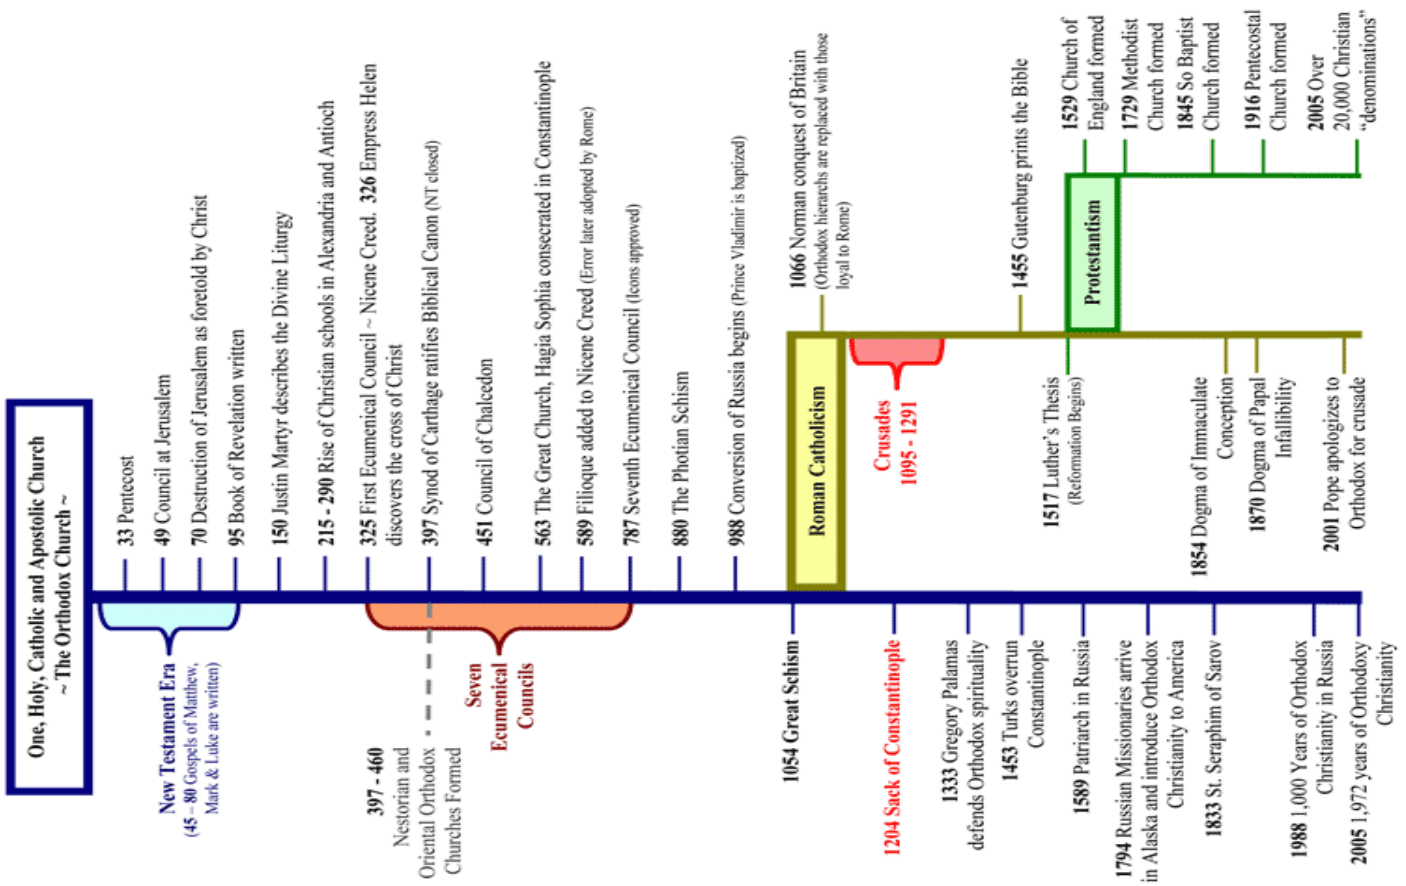 One, Holy, Catholic and Apostolic Church
~ The Orthodox Church ~
33 Pentecost
49 Council at Jerusalem
70 Destruction of Jerusalem as foretold by Christ
95 Book of Revelation written
150 Justin Martyr describes the Divine Liturgy
215 - 290 Rise of Christian schools in Alexandria and Antioch
325 First Ecumenical Council ~ Nicene Creed. 326 Empress Helen
discovers the cross of Christ
397 Synod of Carthage ratifies Biblical Canon (NT closed)
451 Council of Chalcedon
563 The Great Church, Hagia Sophia consecrated in Constantinople
589 Filioque added to Nicene Creed (Error later adopted by Rome)
787 Seventh Ecumenical Council (Icons approved)
880 The Photian Schism
988 Conversion of Russia begins (Prince Vladimir is baptized)
New Testament Era
(45 – 80 Gospels of Matthew,
Mark & Luke are written)
397 - 460
Nestorian and
Oriental Orthodox
Churches Formed
Seven
Ecumenical
Councils
1054 Great Schism
1204 Sack of Constantinople
1333 Gregory Palamas
defends Orthodox spirituality
1453 Turks overrun
Constantinople
1589 Patriarch in Russia
1794 Russian Missionaries arrive
in Alaska and introduce Orthodox
Christianity to America
1833 St. Seraphim of Sarov
1988 1,000 Years of Orthodox
Christianity in Russia
2005 1,972 years of Orthodoxy
Christianity
Roman Catholicism
1066 Norman conquest of Britain
(Orthodox hierarchs are replaced with those
loyal to Rome)
Crusades
1095 - 1291
1455 Gutenburg prints the Bible
1517 Luther's Thesis
(Reformation Begins)
1854 Dogma of Immaculate
Conception
1870 Dogma of Papal
Infallibility
2001 Pope apologizes to
Orthodox for crusade
Protestantism
1529 Church of
England formed
1729 Methodist
Church formed
1845 So Baptist
Church formed
1916 Pentecostal
Church formed
2005 Over
20,000 Christian
“denominations”